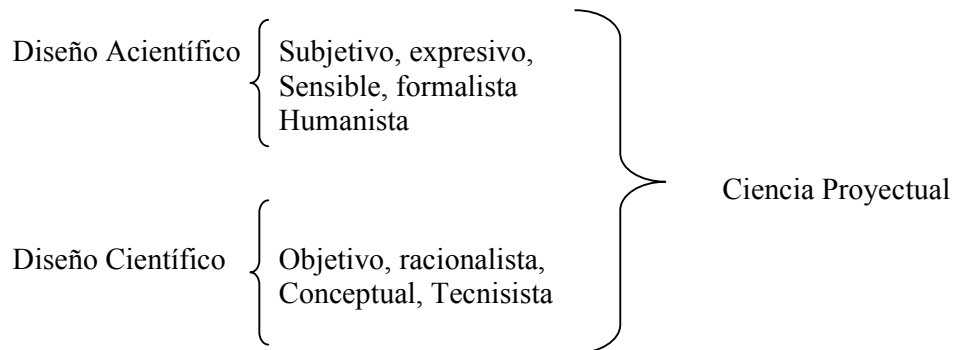 Diseño Acientífico
Subjetivo, expresivo,
Sensible, formalista
Humanista
Ciencia Proyectual
Diseño Científico
Objetivo, racionalista,
Conceptual, Tecnisista